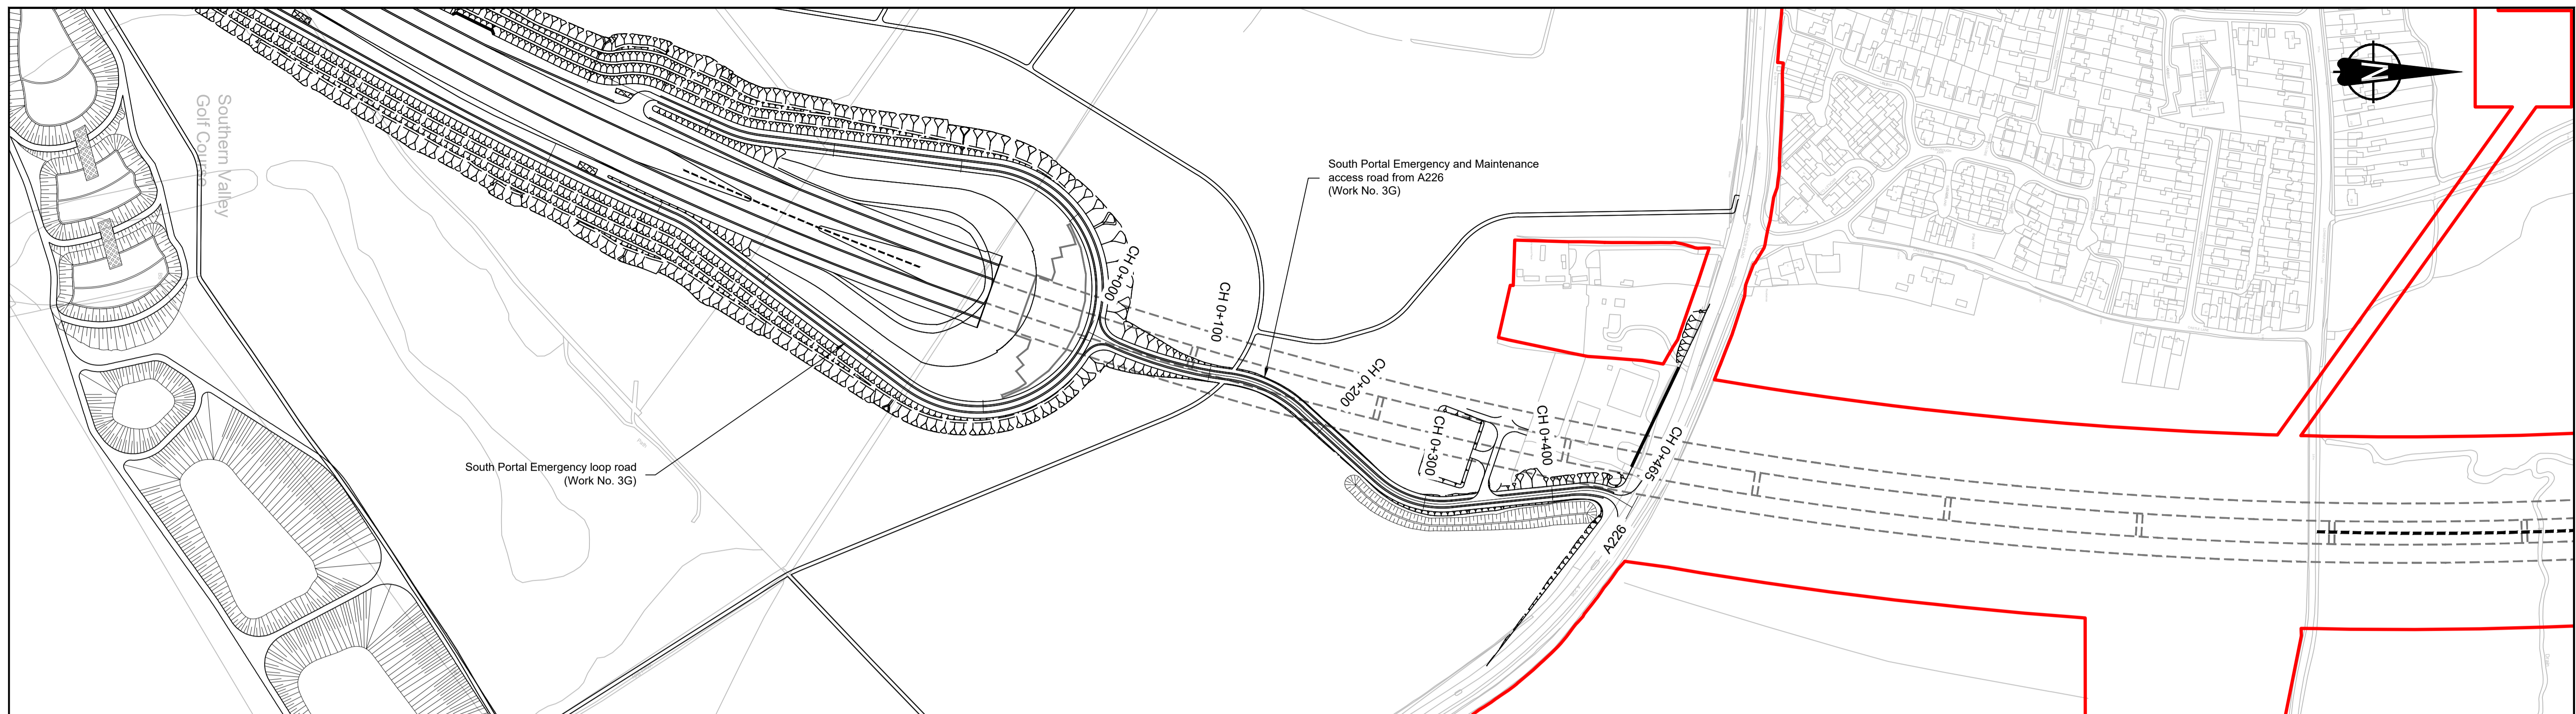 Southern Valley
Golf Course
N
South Portal Emergency and Maintenance
access road from A226
(Work No. 3G)
CH 0+000
CH 0+100
CH 0+200
CH 0+300
CH 0+400
CH 0+465
A226
South Portal Emergency loop road
(Work No. 3G)
Path